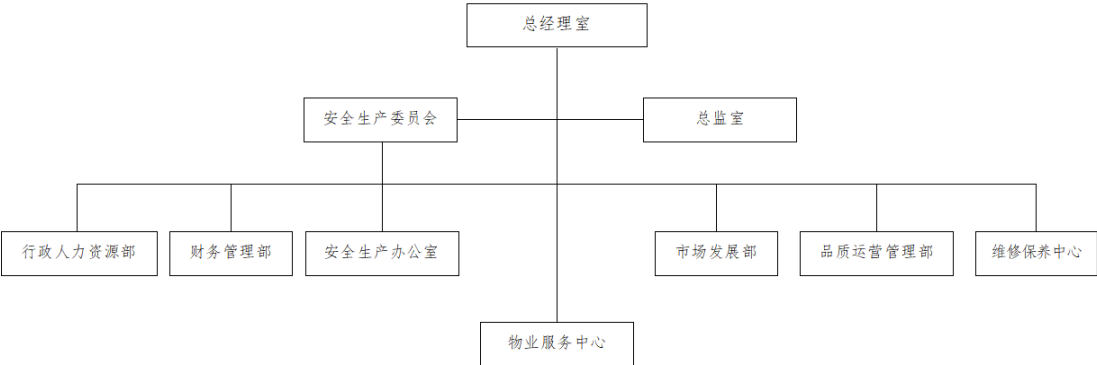 总经理室
安全生产委员会
总监室
行政人力资源部
财务管理部
安全生产办公室
市场发展部
品质运营管理部
维修保养中心
物业服务中心